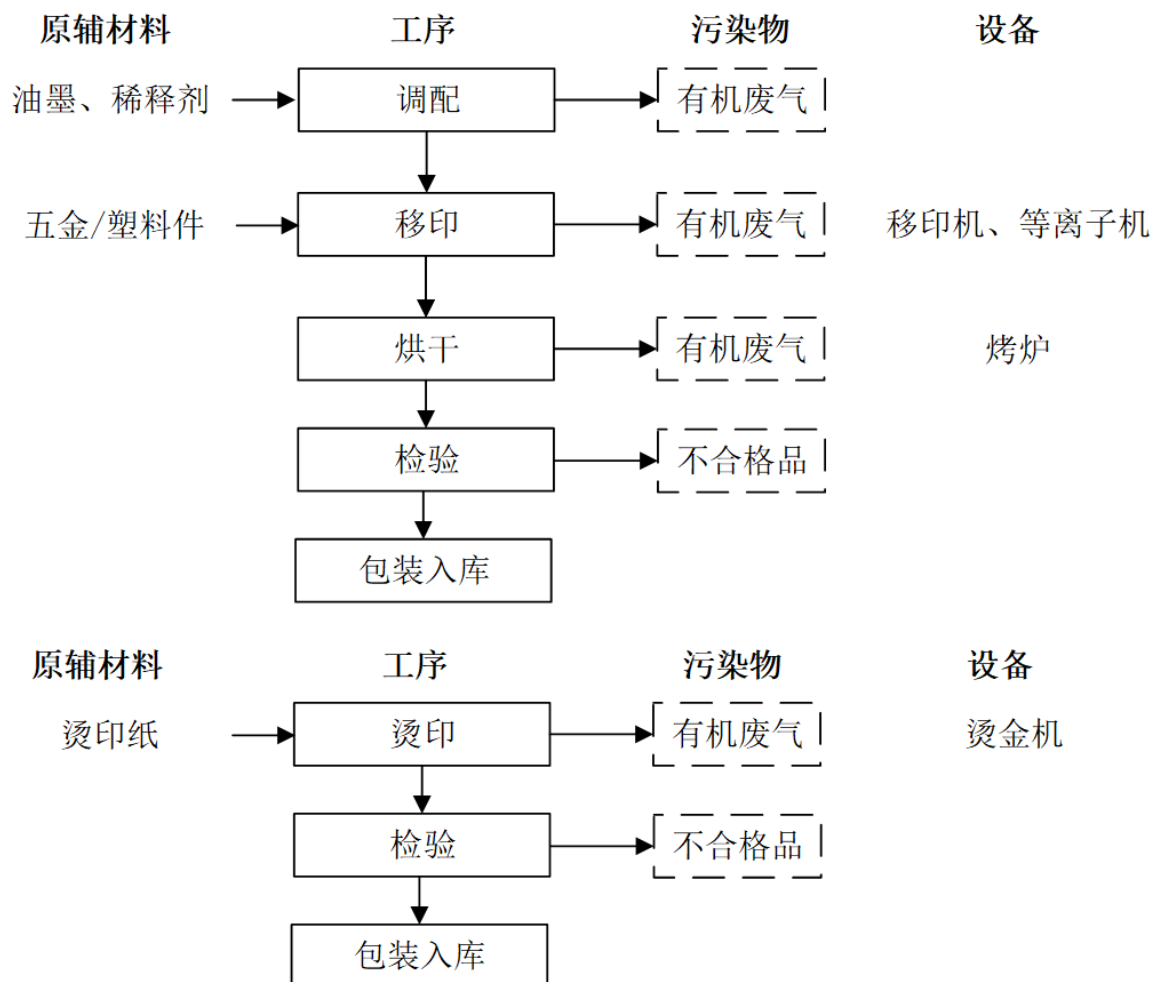 原辅材料 工序 污染物 设备
油墨、稀释剂 调配 有机废气
五金/塑料件 移印 有机废气 移印机、等离子机
烘干 有机废气 烤炉
检验 不合格品
包装入库
原辅材料 工序 污染物 设备
烫印纸 烫印 有机废气 烫金机
检验 不合格品
包装入库